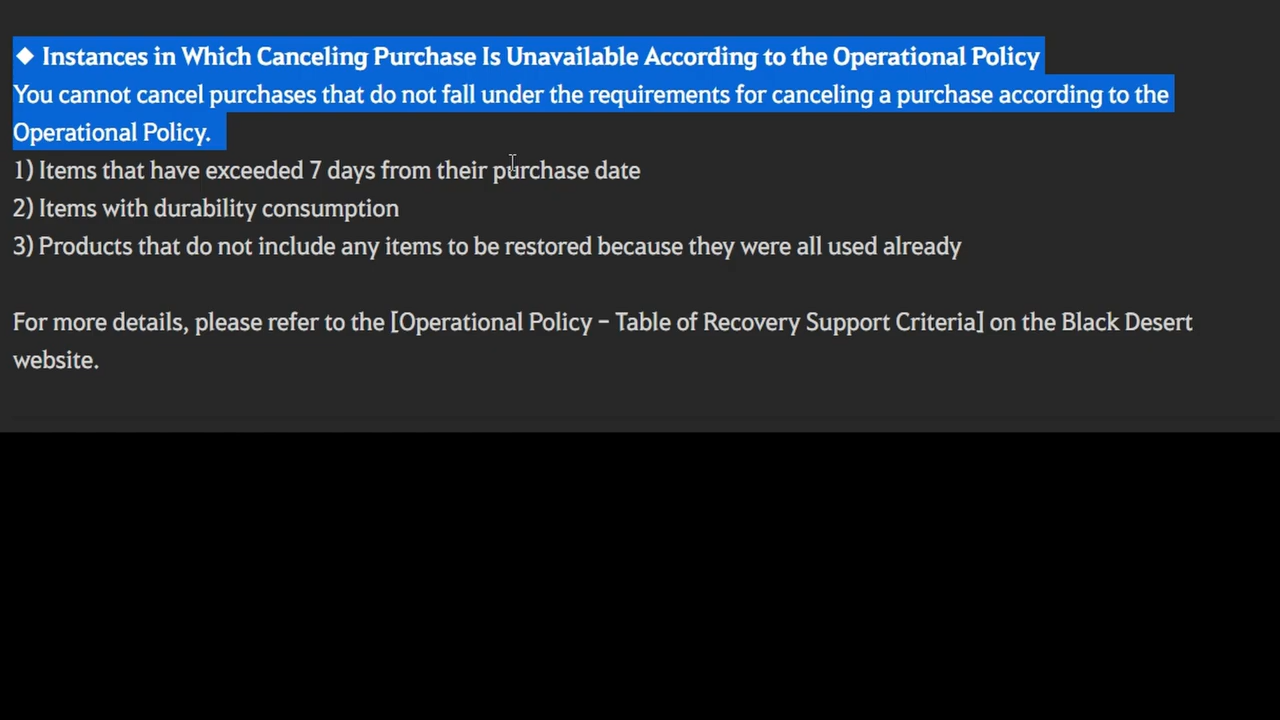 ◆ Instances in Which Canceling Purchase Is Unavailable According to the Operational Policy
You cannot cancel purchases that do not fall under the requirements for canceling a purchase according to the
Operational Policy.
1) Items that have exceeded 7 days from their purchase date
2) Items with durability consumption
3) Products that do not include any items to be restored because they were all used already
For more details, please refer to the [Operational Policy – Table of Recovery Support Criteria] on the Black Desert
website.